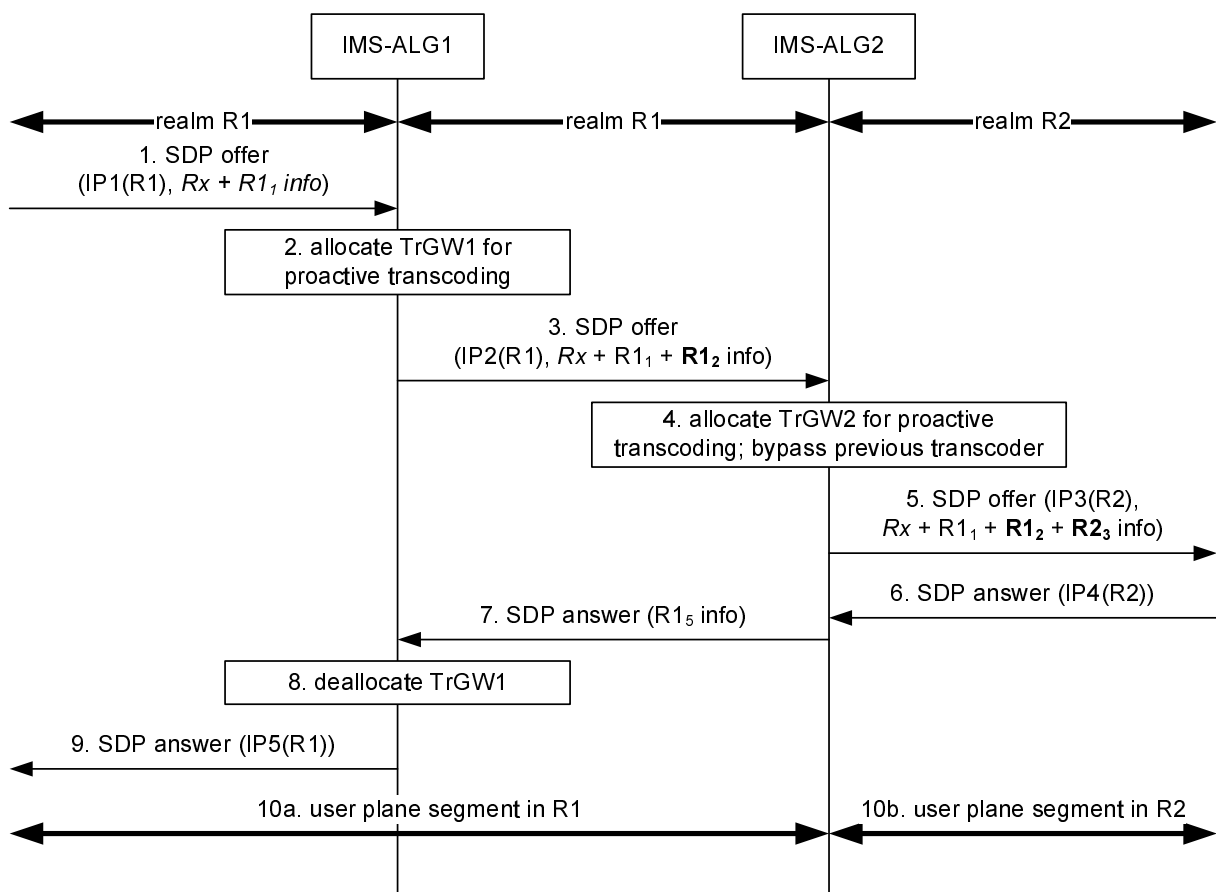 IMS-ALG1
IMS-ALG2
realm R1
realm R1
realm R2
1. SDP offer
(IP1(R1), Rx + R1₁ info)
2. allocate TrGW1 for
proactive transcoding
3. SDP offer
(IP2(R1), Rx + R1₁ + R1₂ info)
4. allocate TrGW2 for proactive
transcoding; bypass previous transcoder
5. SDP offer (IP3(R2),
Rx + R1₁ + R1₂ + R2₃ info)
6. SDP answer (IP4(R2))
7. SDP answer (R1₅ info)
8. deallocate TrGW1
9. SDP answer (IP5(R1))
10a. user plane segment in R1
10b. user plane segment in R2